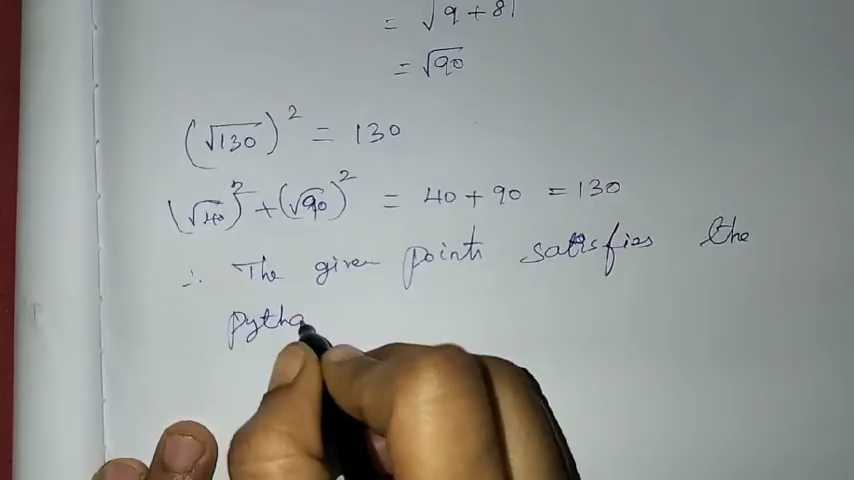 = √9 + 81
= √90
(√130)² = 130
(√40)² + (√90)² = 40 + 90 = 130
∴ The given points satisfies the
pytha